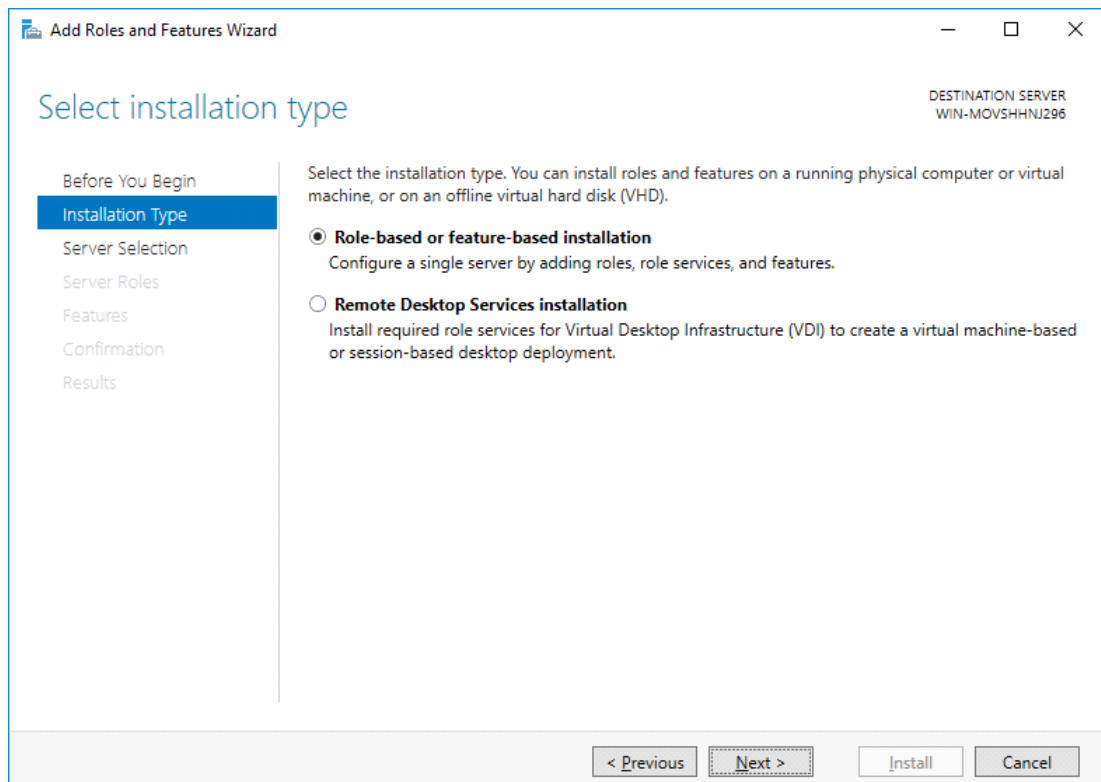 Add Roles and Features Wizard
Select installation type
DESTINATION SERVER
WIN-MOVSHHNJ296
Before You Begin
Installation Type
Server Selection
Server Roles
Features
Confirmation
Results
Select the installation type. You can install roles and features on a running physical computer or virtual
machine, or on an offline virtual hard disk (VHD).
Role-based or feature-based installation
Configure a single server by adding roles, role services, and features.
Remote Desktop Services installation
Install required role services for Virtual Desktop Infrastructure (VDI) to create a virtual machine-based
or session-based desktop deployment.
< Previous
Next >
Install
Cancel